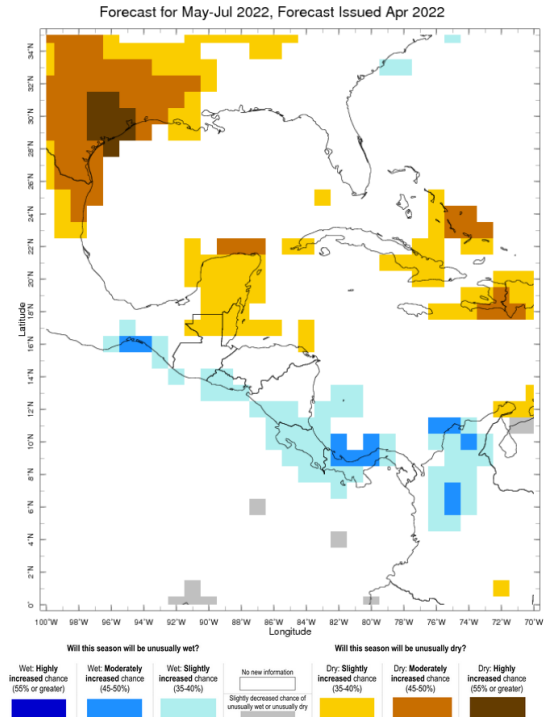 Forecast for May-Jul 2022, Forecast Issued Apr 2022
34°N
32°N
30°N
28°N
26°N
24°N
22°N
20°N
18°N
16°N
14°N
12°N
10°N
8°N
6°N
4°N
2°N
0°
Latitude
100°W 98°W 96°W 94°W 92°W 90°W 88°W 86°W 84°W 82°W 80°W 78°W 76°W 74°W 72°W 70°W
Longitude
Will this season will be unusually wet? Will this season will be unusually dry?
Wet: Highly
increased chance
(55% or greater)
Wet: Moderately
increased chance
(45-50%)
Wet: Slightly
increased chance
(35-40%)
No new information
Slightly decreased chance of
unusually wet or unusually dry
Dry: Slightly
increased chance
(35-40%)
Dry: Moderately
increased chance
(45-50%)
Dry: Highly
increased chance
(55% or greater)